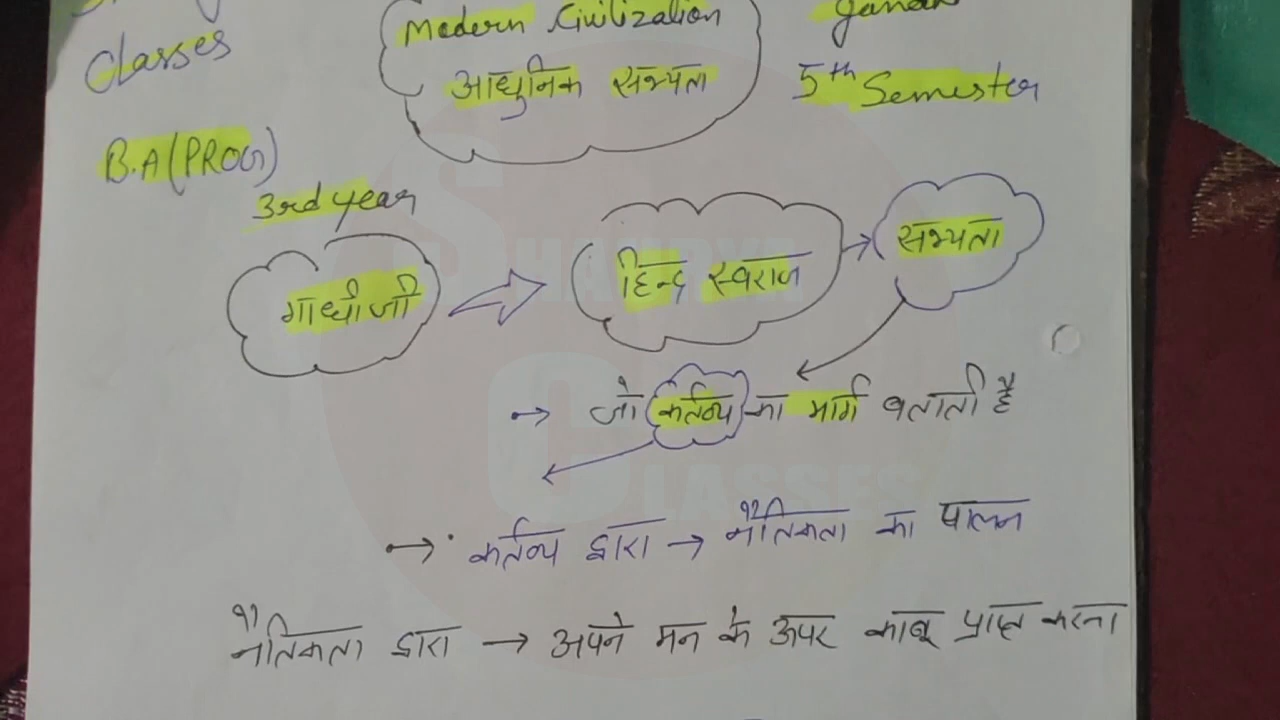 Classes
Modern Civilization
आधुनिक सभ्यता
5th Semester
B.A(PROG)
3rd year
गाधीजी
हिन्द स्वराज
सभ्यता
जो कर्तव्य का मार्ग बताती है
कर्तव्य द्वारा → नैतिकता का पालन
नैतिकता द्वारा → अपने मन के ऊपर काबू प्राप्त करना
CLASSES